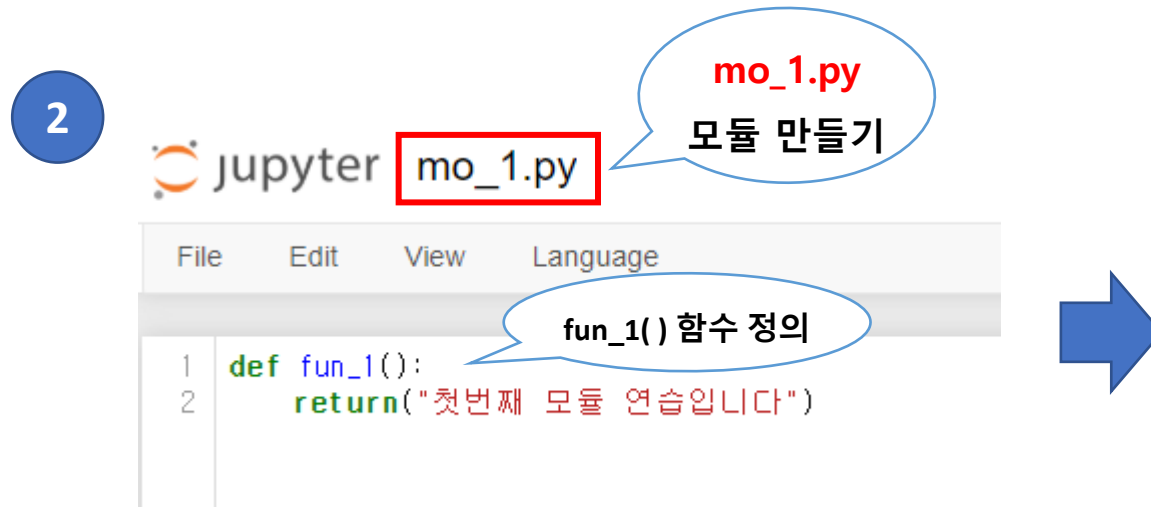 2
mo_1.py
모듈 만들기
jupyter mo_1.py
File Edit View Language
fun_1( ) 함수 정의
1 def fun_1():
2 return("첫번째 모듈 연습입니다")